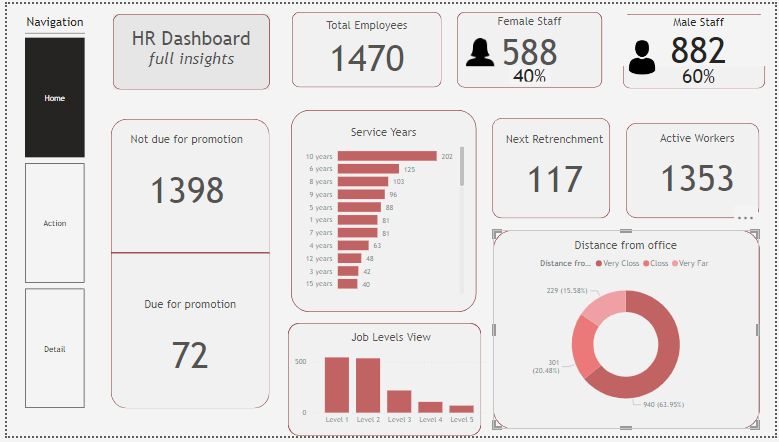 Navigation
Home
Action
Detail
HR Dashboard
full insights
Total Employees
1470
Female Staff
588
40%
Male Staff
882
60%
Not due for promotion
1398
Due for promotion
72
Service Years
10 years 202
6 years 125
8 years 103
9 years 96
5 years 88
1 years 81
7 years 81
4 years 63
12 years 48
3 years 42
15 years 40
Next Retrenchment
117
Active Workers
1353
Job Levels View
500
0
Level 1 Level 2 Level 3 Level 4 Level 5
Distance from office
Distance fro... Very Closs Closs Very Far
229 (15.58%)
301
(20.48%)
940 (63.95%)